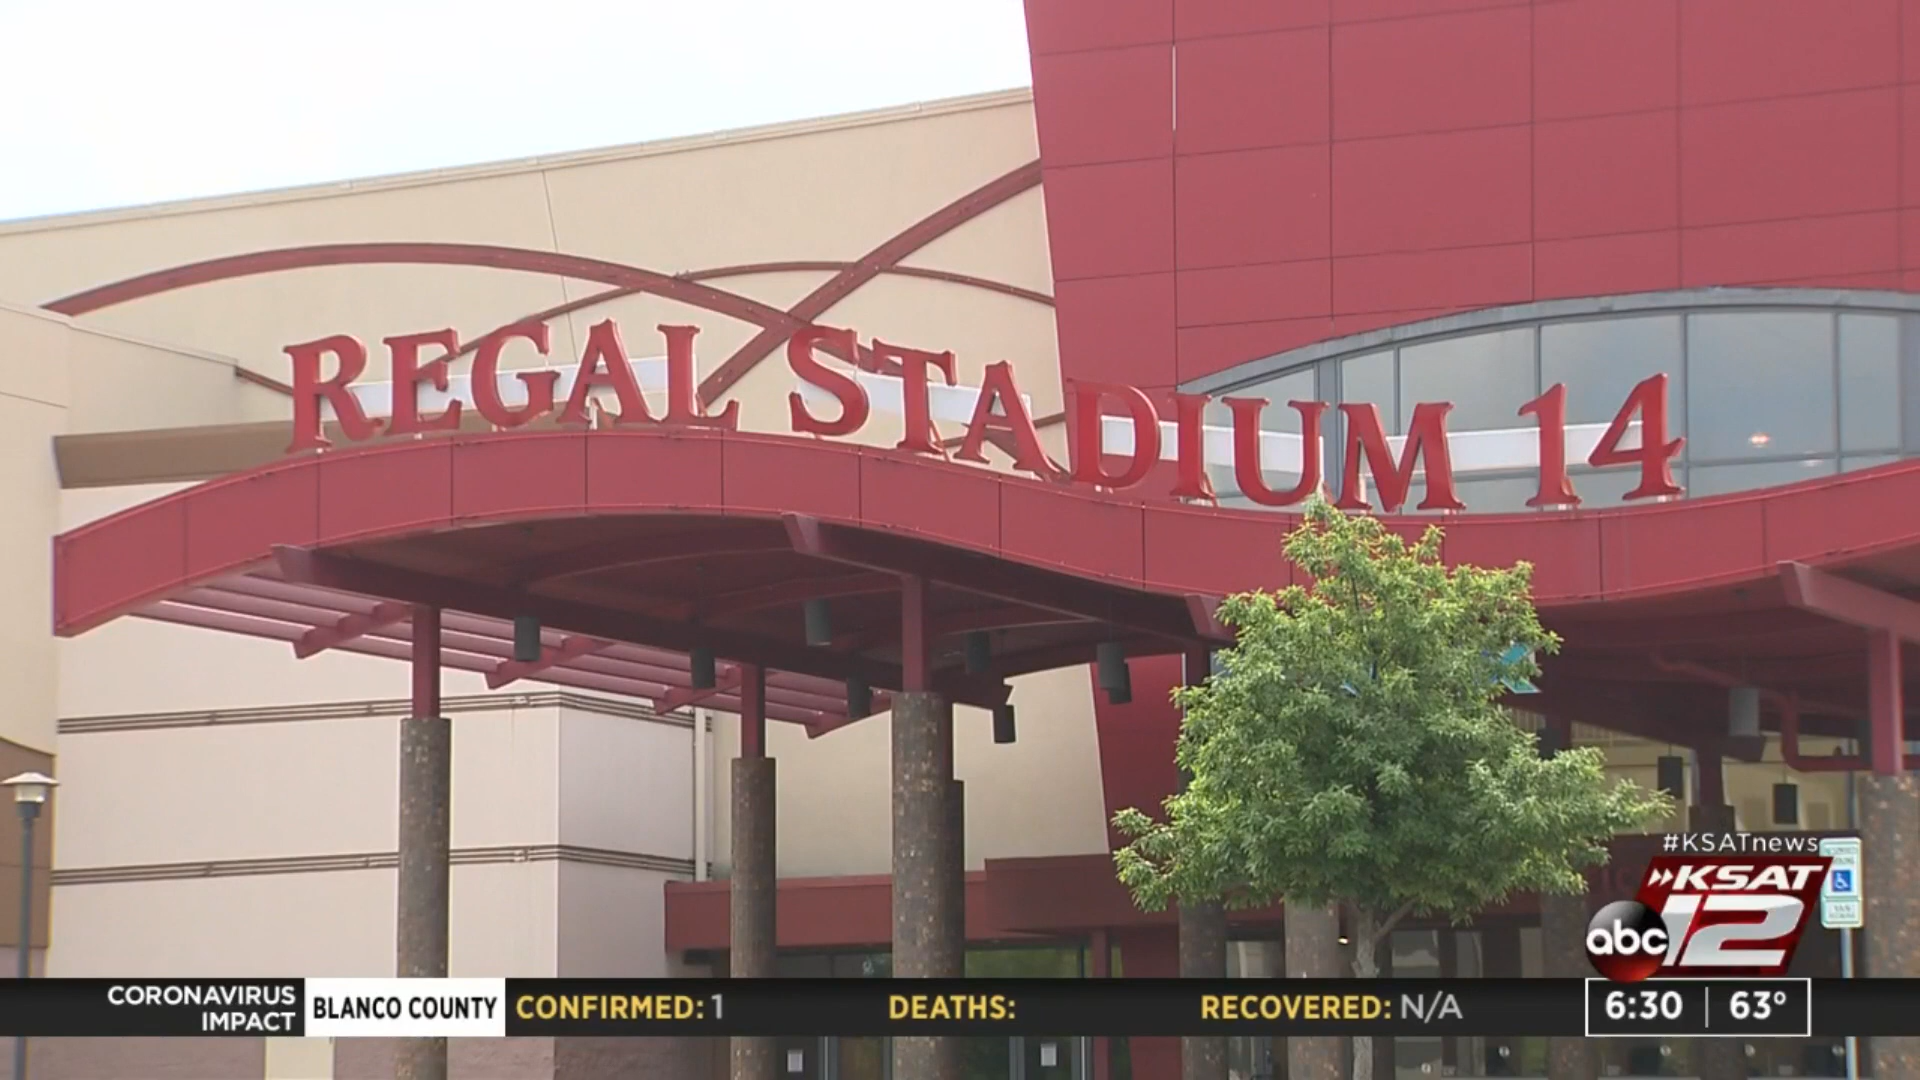 REGAL STADIUM 14
#KSATnews
KSAT
abc 12
CORONAVIRUS
IMPACT
BLANCO COUNTY
CONFIRMED: 1
DEATHS:
RECOVERED: N/A
6:30
63°